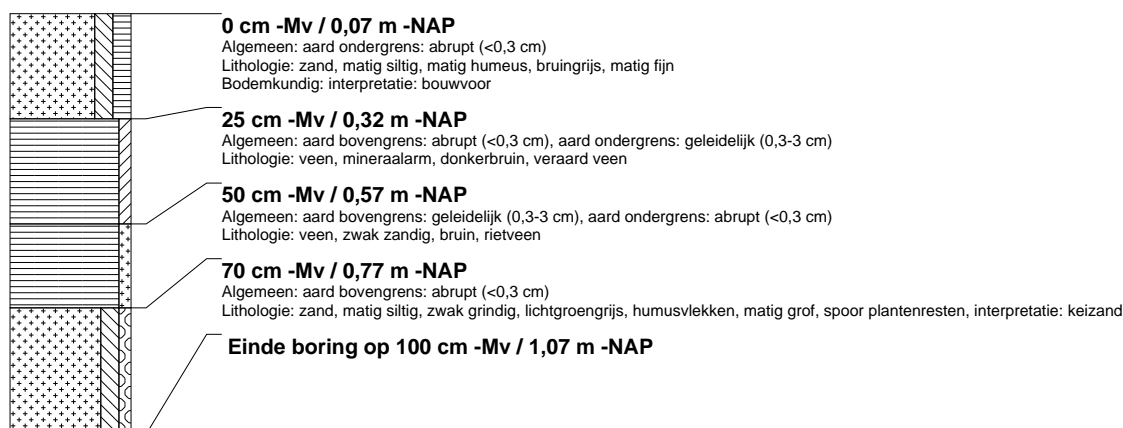 0 cm -Mv / 0,07 m -NAP
Algemeen: aard ondergrens: abrupt (<0,3 cm)
Lithologie: zand, matig siltig, matig humeus, bruingrijs, matig fijn
Bodemkundig: interpretatie: bouwvoor
25 cm -Mv / 0,32 m -NAP
Algemeen: aard bovengrens: abrupt (<0,3 cm), aard ondergrens: geleidelijk (0,3-3 cm)
Lithologie: veen, mineraalarm, donkerbruin, veraard veen
50 cm -Mv / 0,57 m -NAP
Algemeen: aard bovengrens: geleidelijk (0,3-3 cm), aard ondergrens: abrupt (<0,3 cm)
Lithologie: veen, zwak zandig, bruin, rietveen
70 cm -Mv / 0,77 m -NAP
Algemeen: aard bovengrens: abrupt (<0,3 cm)
Lithologie: zand, matig siltig, zwak grindig, lichtgroengrijs, humusvlekken, matig grof, spoor plantenresten, interpretatie: keizand
Einde boring op 100 cm -Mv / 1,07 m -NAP